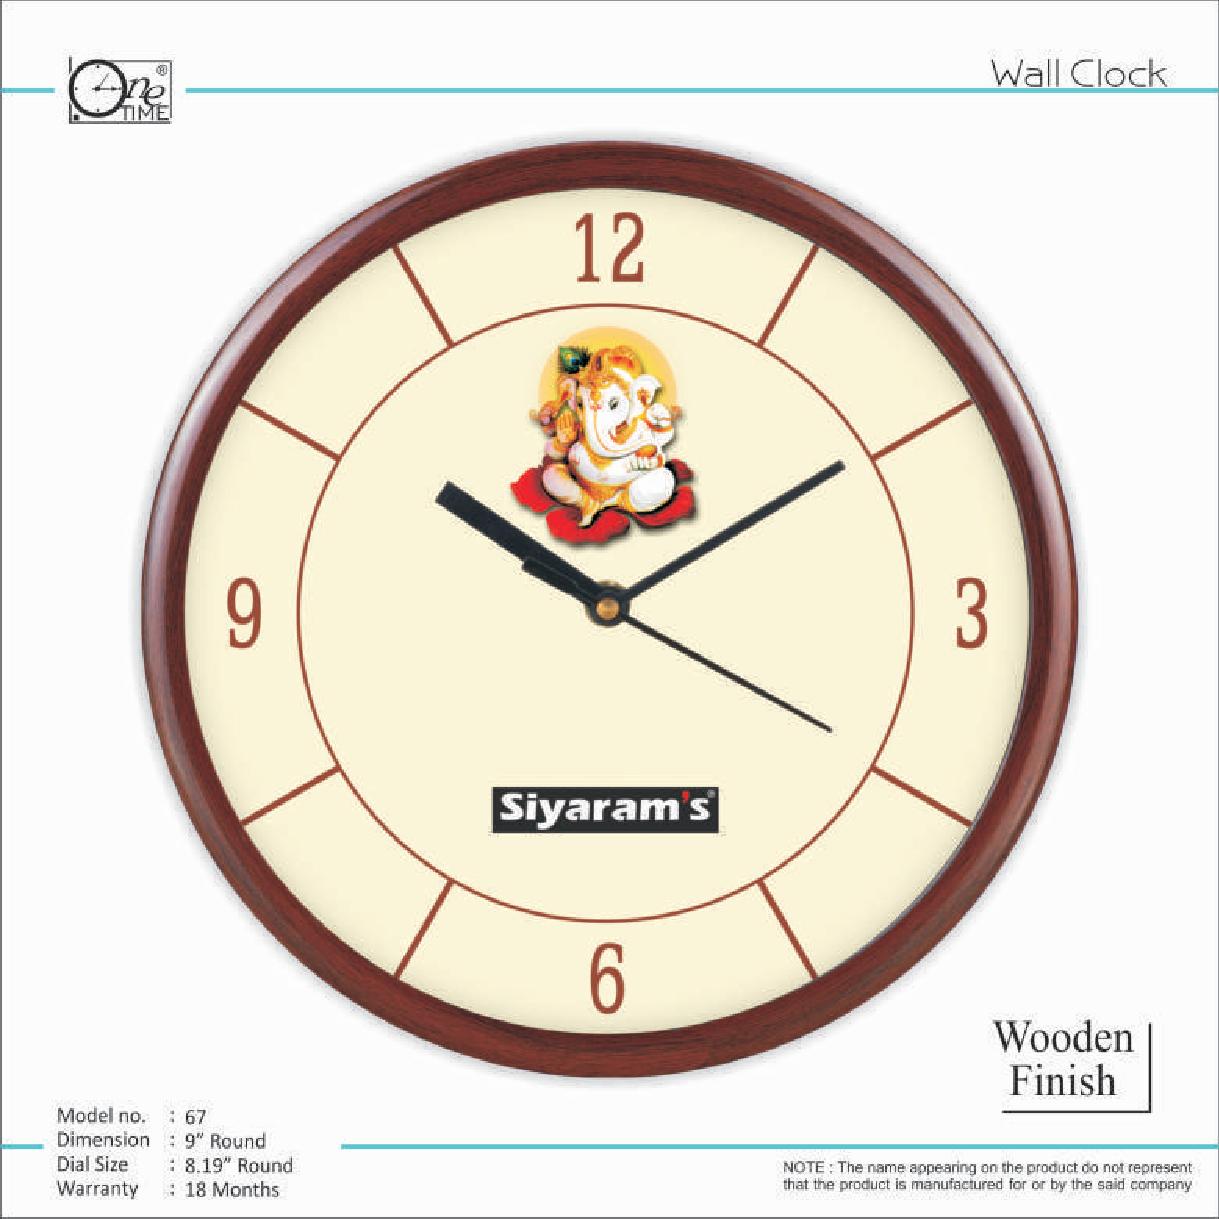 One®
TIME
Wall Clock
12
9
3
Siyaram's®
6
Wooden
Finish
Model no. : 67
Dimension : 9” Round
Dial Size : 8.19” Round
Warranty : 18 Months
NOTE : The name appearing on the product do not represent
that the product is manufactured for or by the said company